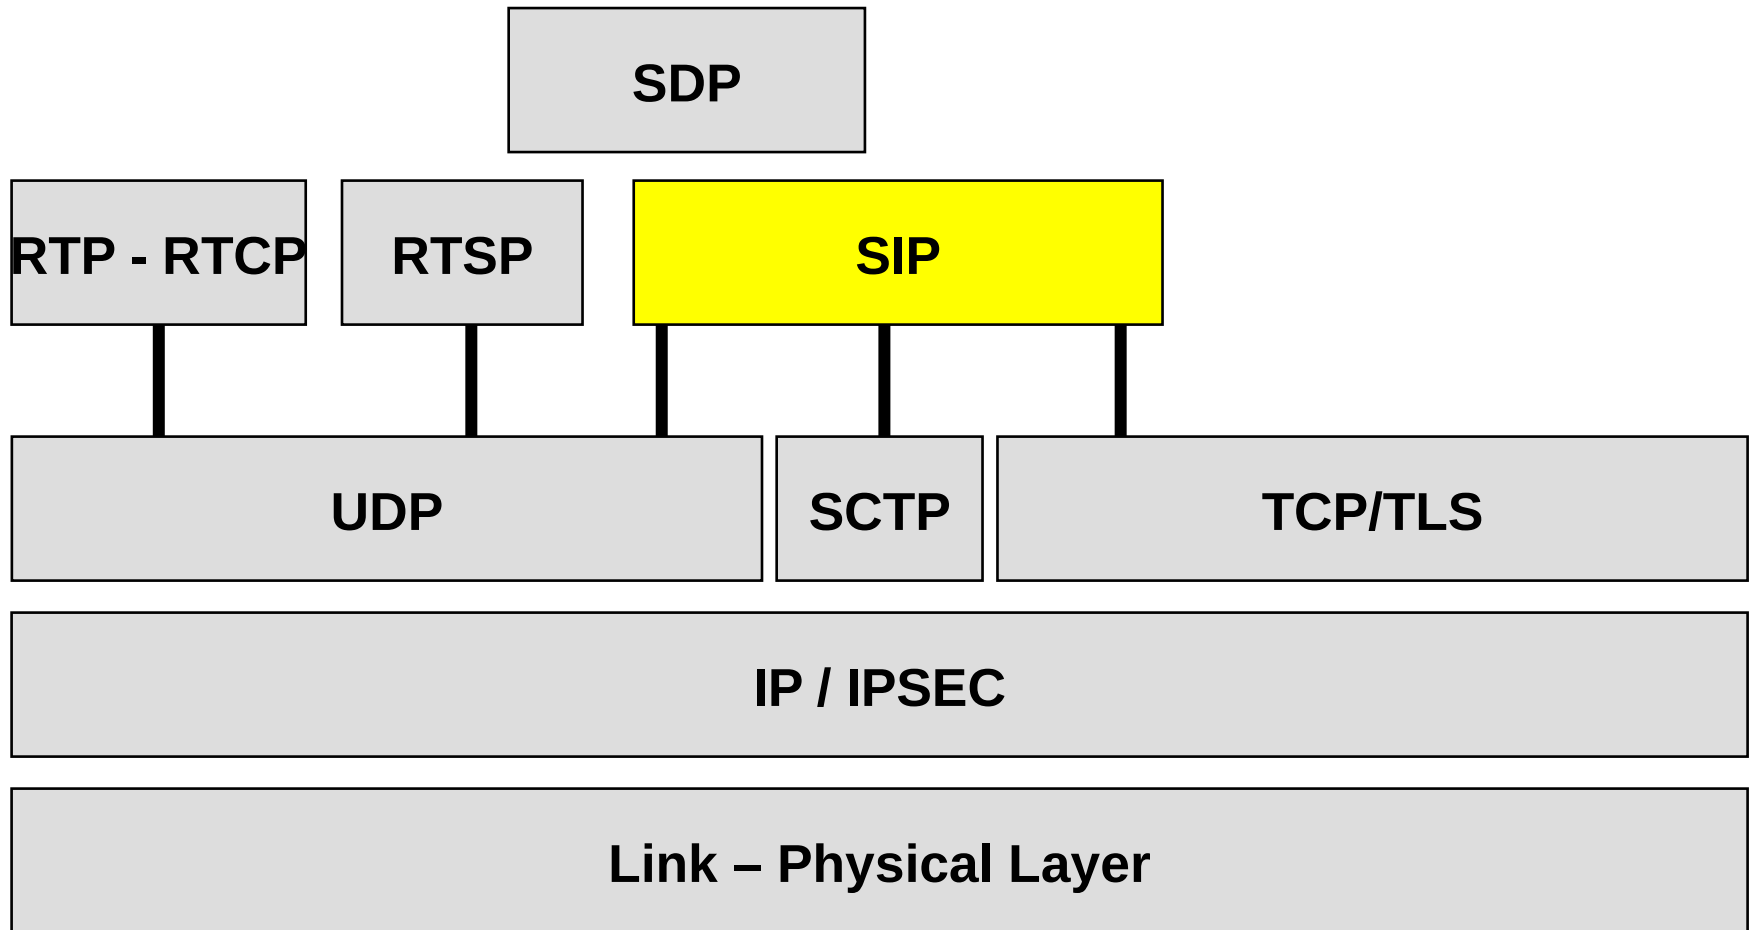 SDP
RTP - RTCP
RTSP
SIP
UDP
SCTP
TCP/TLS
IP / IPSEC
Link – Physical Layer